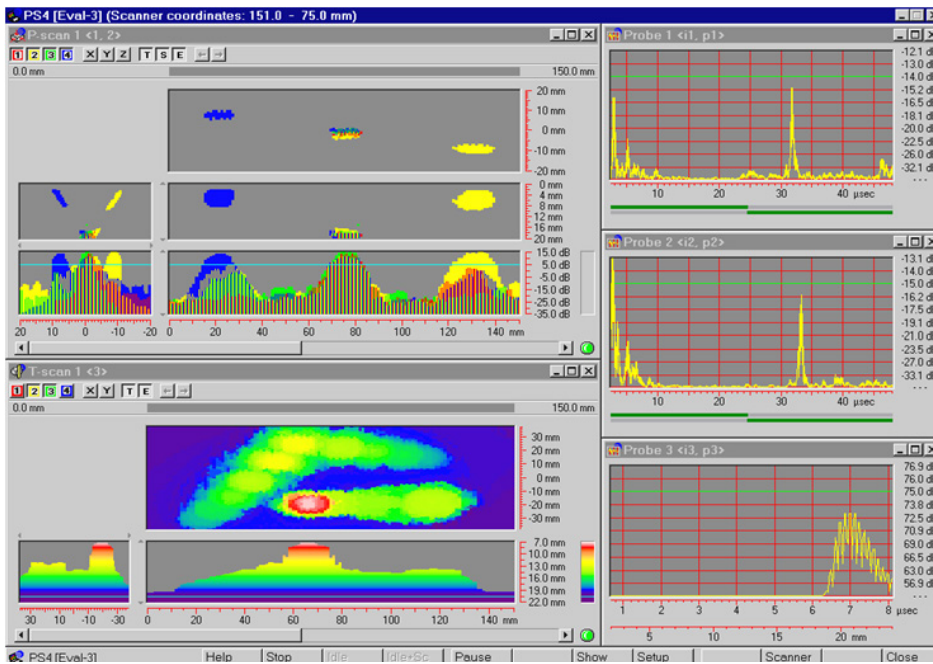 PS4 [Eval-3] (Scanner coordinates: 151.0 - 75.0 mm)
P-scan 1 <1, 2>
1 2 3 4 X Y Z T S E
0.0 mm 150.0 mm
20 mm
10 mm
0 mm
-10 mm
-20 mm
0 mm
4 mm
8 mm
12 mm
16 mm
20 mm
15.0 dB
5.0 dB
-5.0 dB
-15.0 dB
-25.0 dB
-35.0 dB
20 10 0 -10 -20 0 20 40 60 80 100 120 140 mm
T-scan 1 <3>
1 2 3 4 X Y T E
0.0 mm 150.0 mm
30 mm
20 mm
10 mm
0 mm
-10 mm
-20 mm
-30 mm
7.0 mm
10.0 mm
13.0 mm
16.0 mm
19.0 mm
22.0 mm
30 10 -10 -30 0 20 40 60 80 100 120 140 mm
Probe 1 <i1, p1>
-12.1 d
-13.0 d
-14.0 d
-15.2 d
-16.5 d
-18.1 d
-20.0 d
-22.5 d
-26.0 d
-32.1 d
---
10 20 30 40 µsec
Probe 2 <i2, p2>
-13.1 d
-14.0 d
-15.0 d
-16.2 d
-17.5 d
-19.1 d
-21.0 d
-23.5 d
-27.0 d
-33.1 d
---
10 20 30 40 µsec
Probe 3 <i3, p3>
76.9 d
76.0 d
75.0 d
73.8 d
72.5 d
70.9 d
69.0 d
66.5 d
63.0 d
56.9 d
---
1 2 3 4 5 6 7 8 µsec
5 10 15 20 mm
PS4 [Eval-3] Help Stop Idle Idle+Sc Pause Show Setup Scanner Close